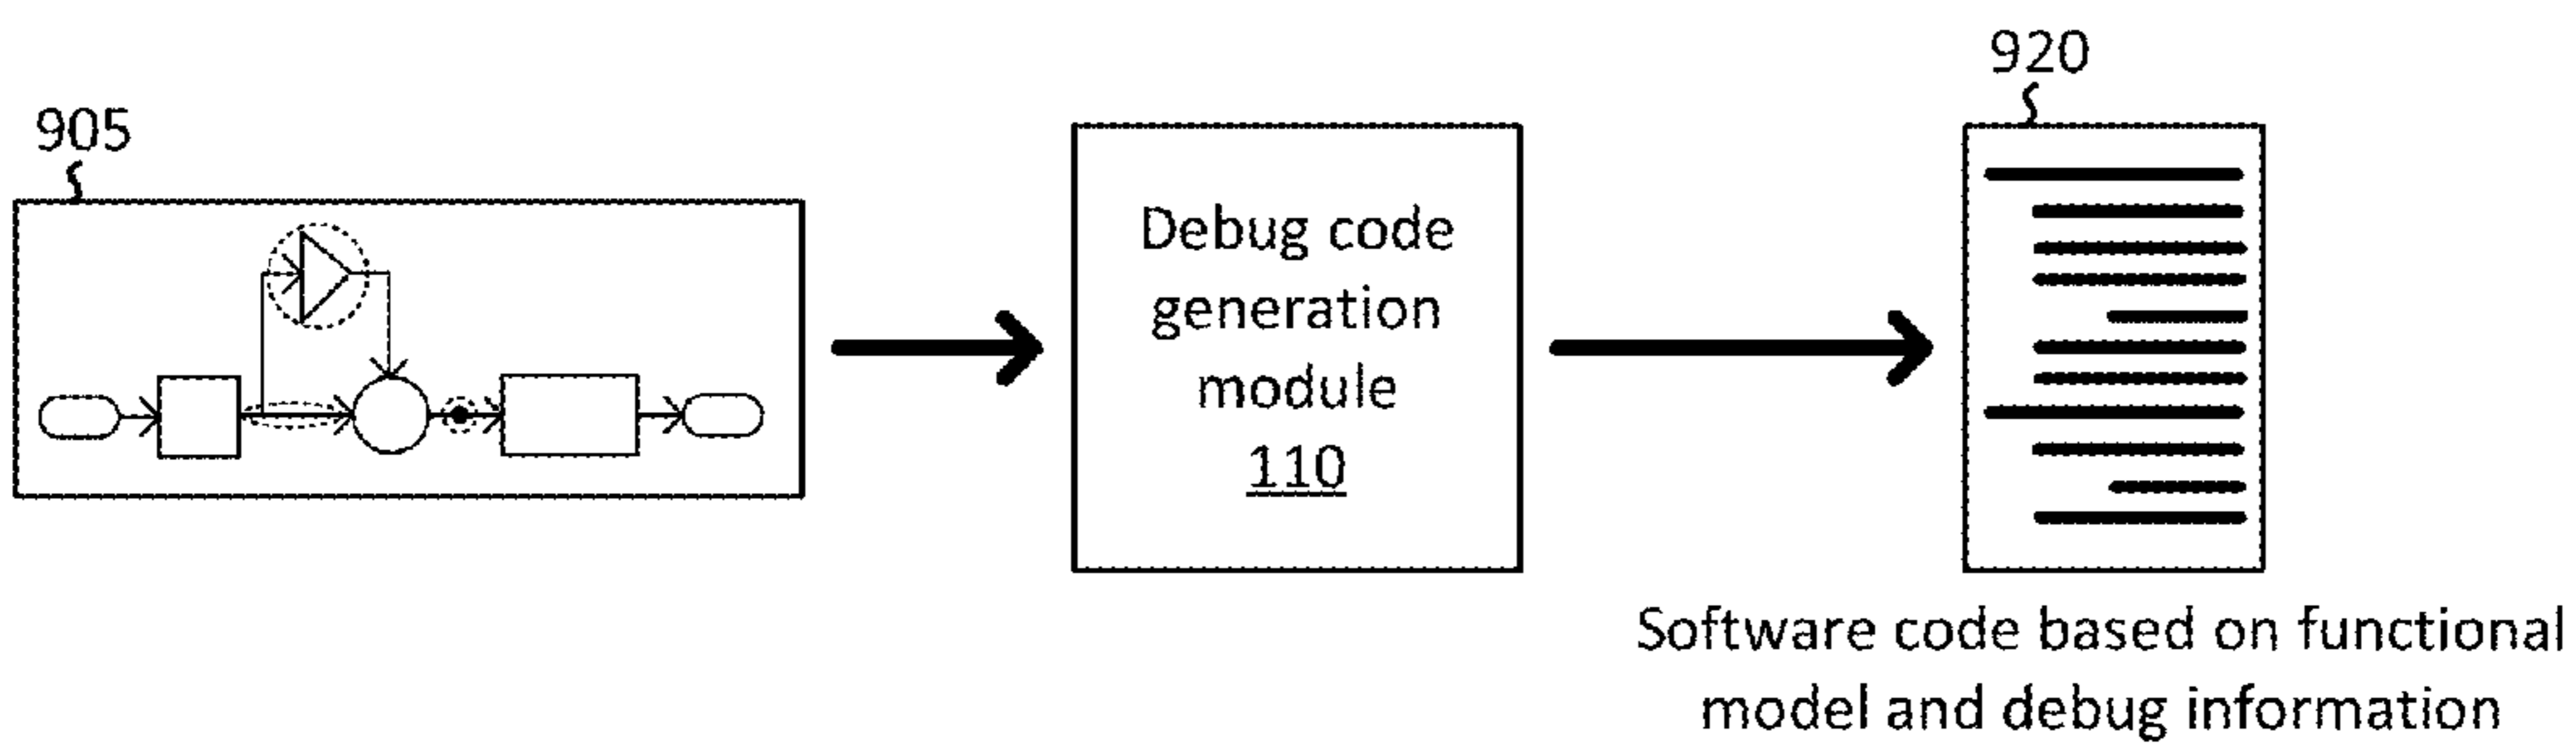 905
Debug code
generation
module
110
920
Software code based on functional
model and debug information